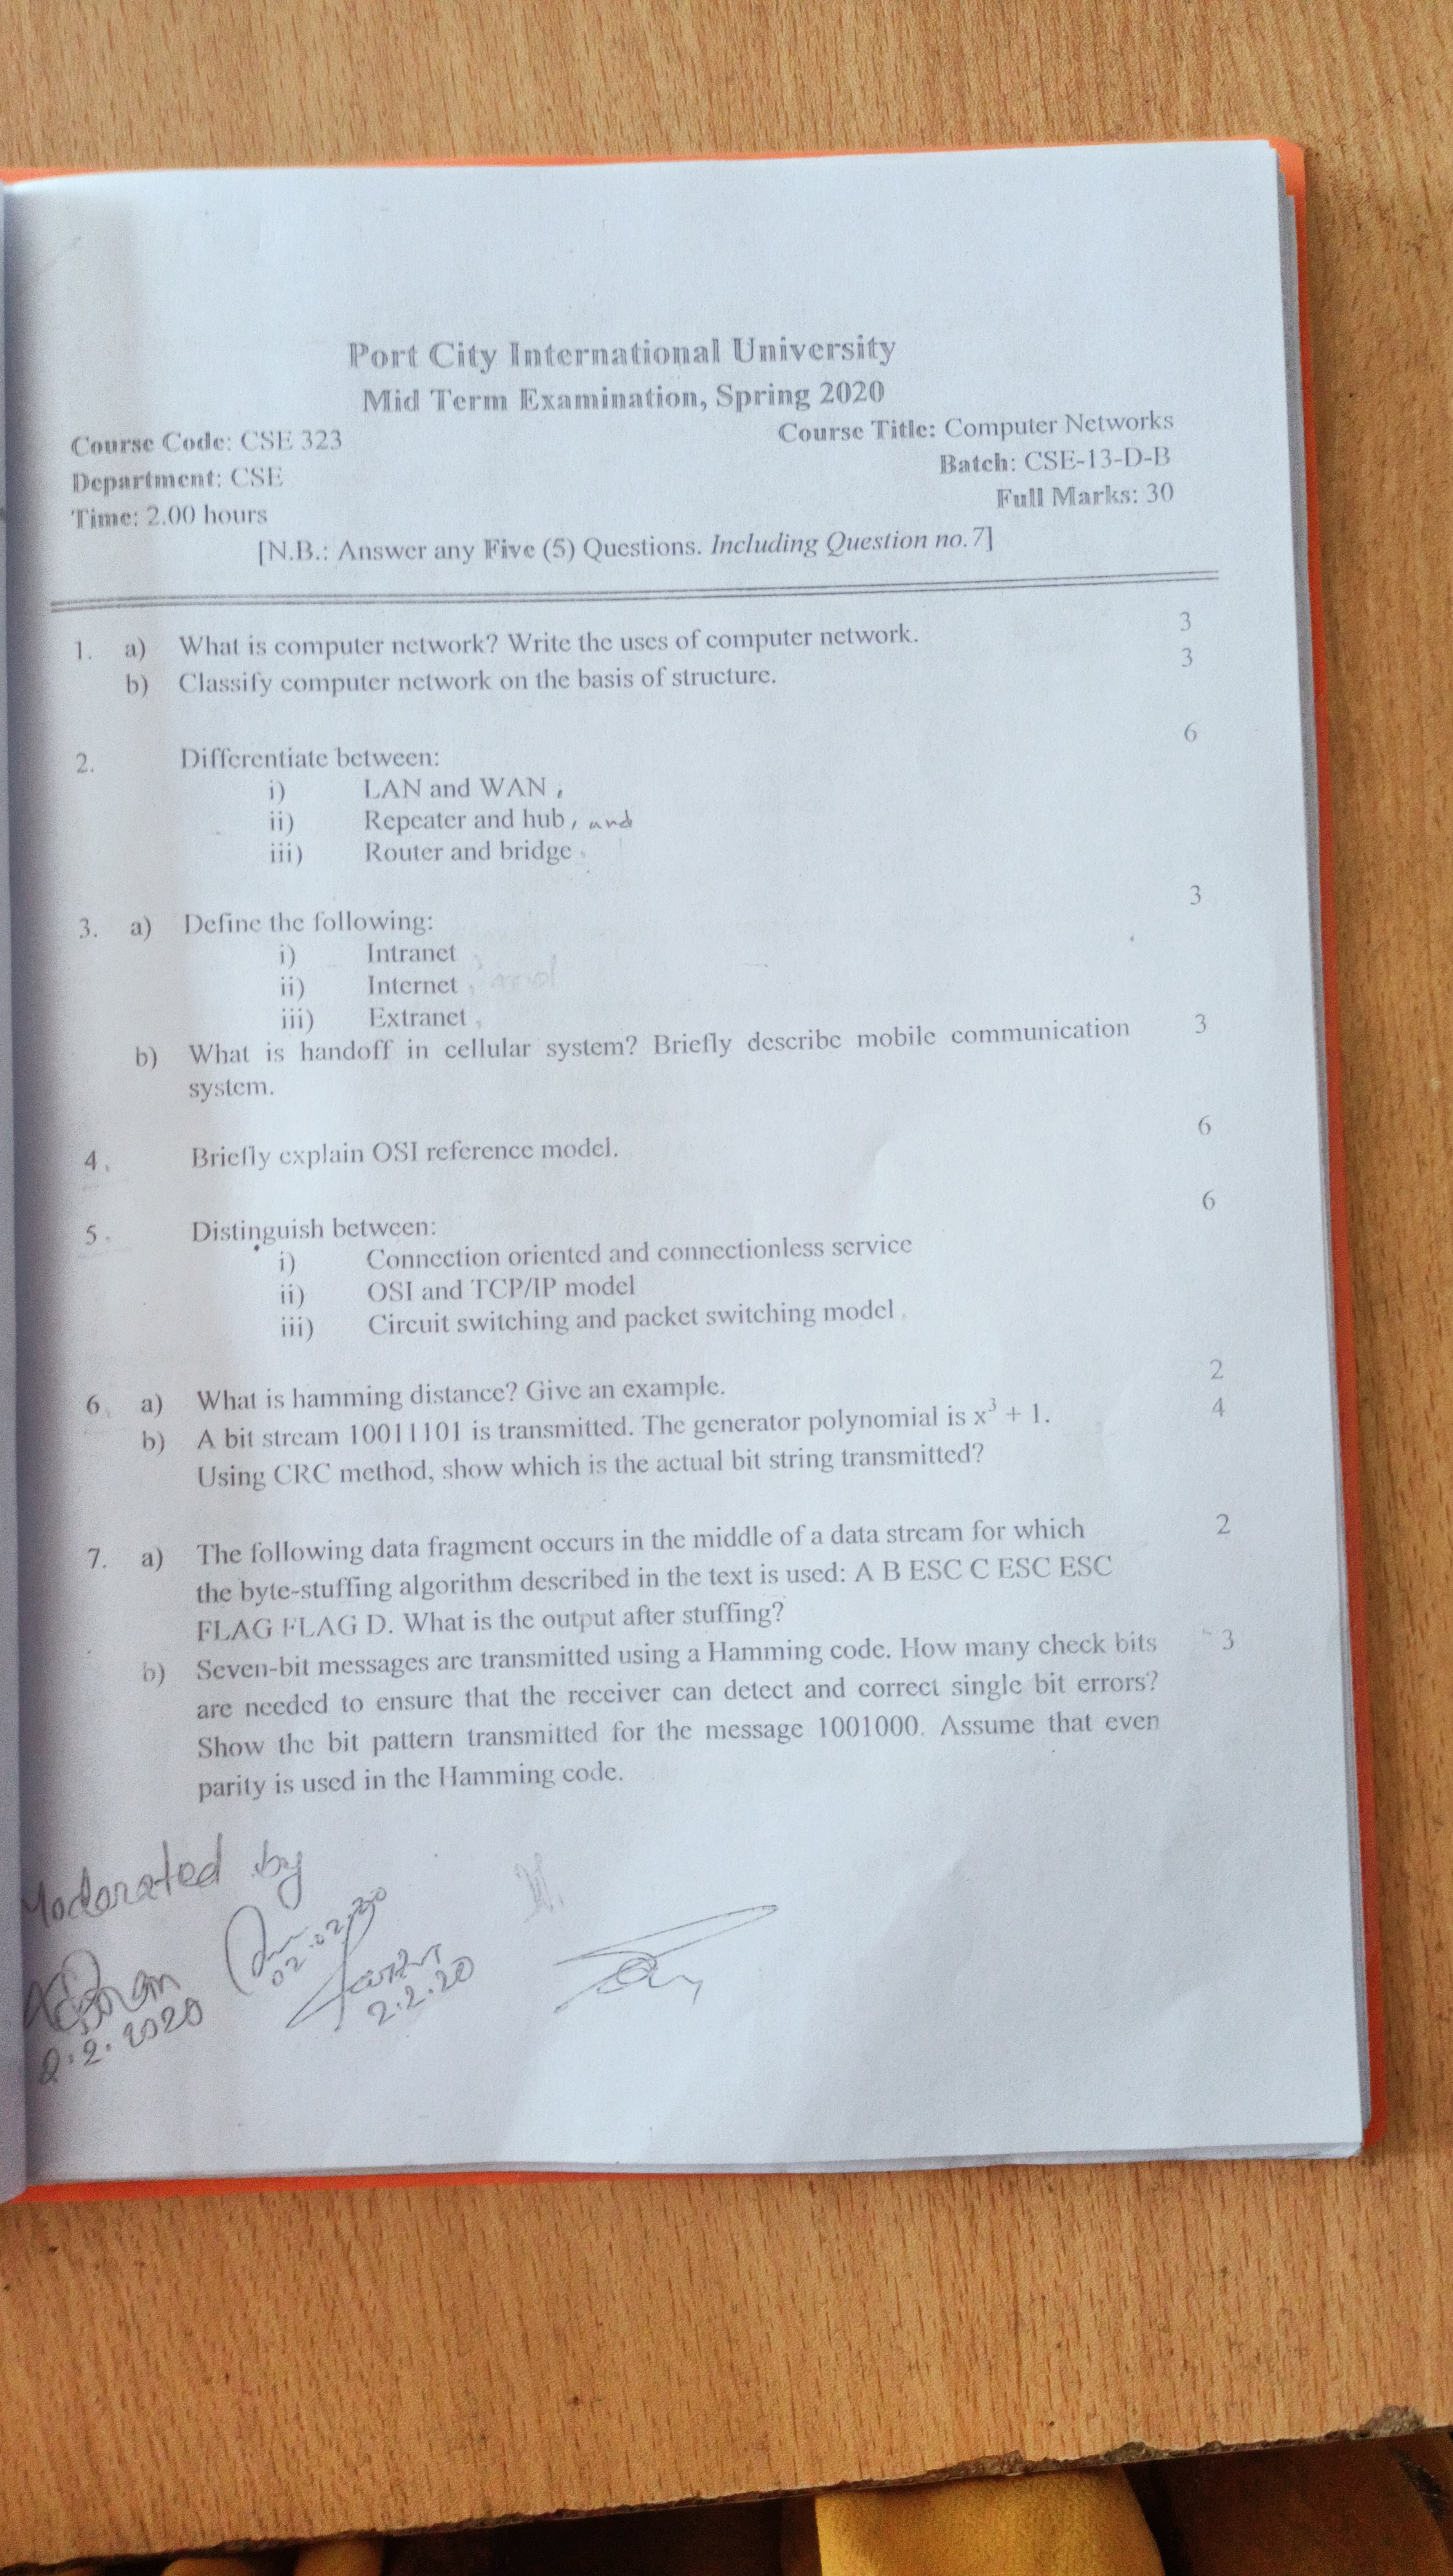 Port City International University
Mid Term Examination, Spring 2020
Course Code: CSE 323
Course Title: Computer Networks
Department: CSE
Batch: CSE-13-D-B
Time: 2.00 hours
Full Marks: 30
[N.B.: Answer any Five (5) Questions. Including Question no.7]
1. a) What is computer network? Write the uses of computer network. 3
b) Classify computer network on the basis of structure. 3
2. Differentiate between: 6
i) LAN and WAN,
ii) Repeater and hub, and
iii) Router and bridge
3. a) Define the following: 3
i) Intranet
ii) Internet, and
iii) Extranet
b) What is handoff in cellular system? Briefly describe mobile communication 3
system.
4. Briefly explain OSI reference model. 6
5. Distinguish between: 6
i) Connection oriented and connectionless service
ii) OSI and TCP/IP model
iii) Circuit switching and packet switching model.
6. a) What is hamming distance? Give an example. 2
b) A bit stream 10011101 is transmitted. The generator polynomial is x³ + 1. 4
Using CRC method, show which is the actual bit string transmitted?
7. a) The following data fragment occurs in the middle of a data stream for which 2
the byte-stuffing algorithm described in the text is used: A B ESC C ESC ESC
FLAG FLAG D. What is the output after stuffing?
b) Seven-bit messages are transmitted using a Hamming code. How many check bits 3
are needed to ensure that the receiver can detect and correct single bit errors?
Show the bit pattern transmitted for the message 1001000. Assume that even
parity is used in the Hamming code.
Moderated by
02.02.20
2.2.20
2.2.2020